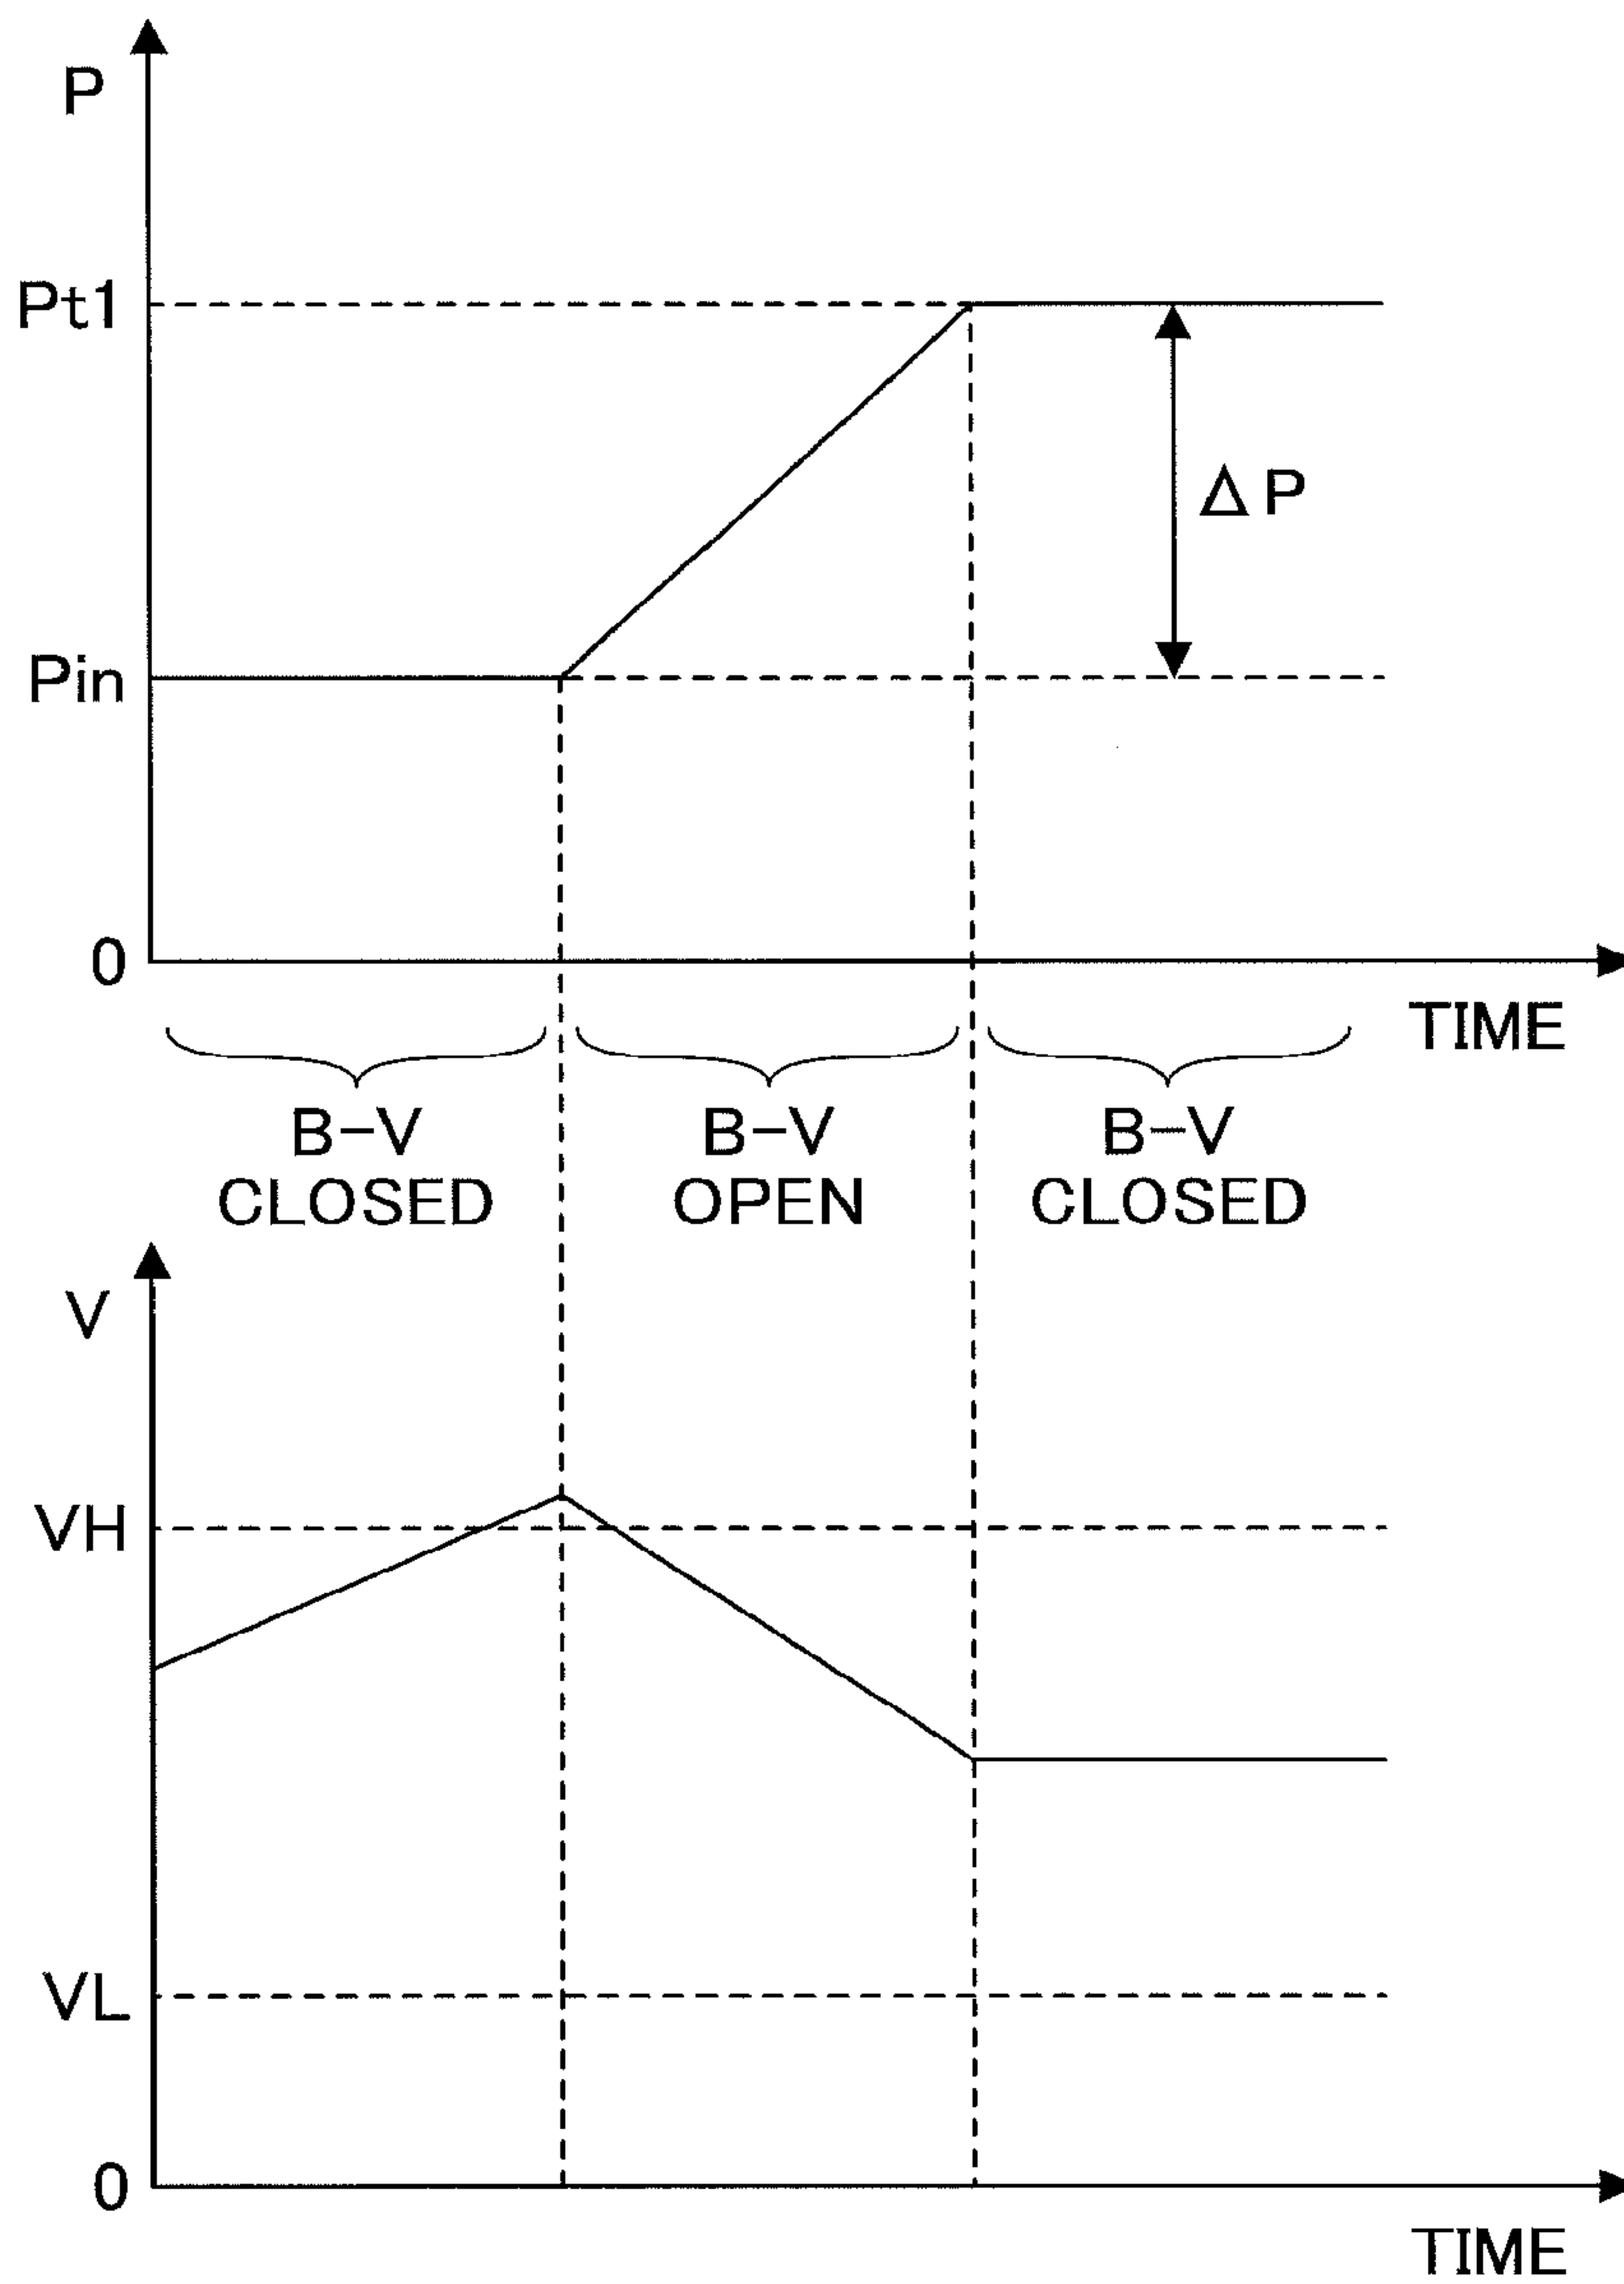 P
Pt1
ΔP
Pin
0
TIME
B-V
CLOSED
B-V
OPEN
B-V
CLOSED
V
VH
VL
0
TIME